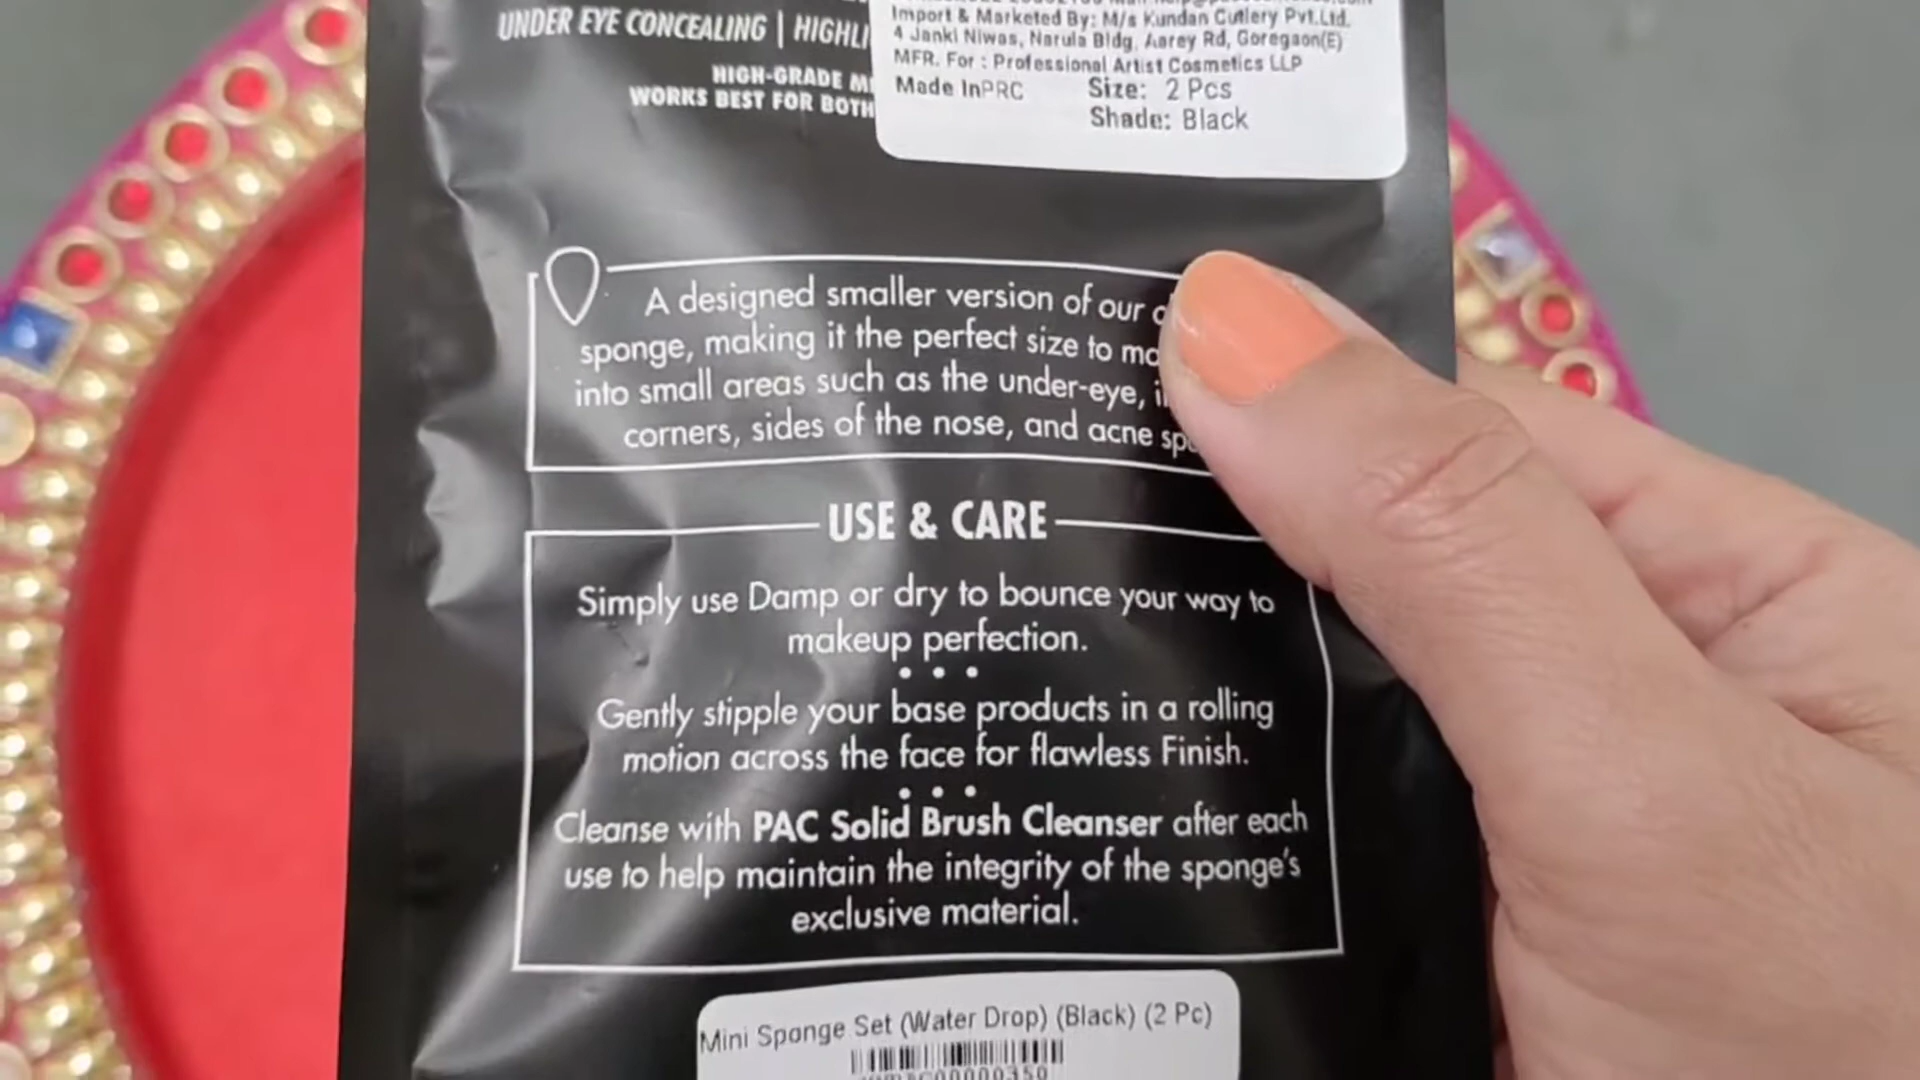 UNDER EYE CONCEALING | HIGHLI
HIGH-GRADE
WORKS BEST FOR BOTH
Import & Marketed By: M/s Kundan Cutlery Pvt.Ltd.
4 Janki Niwas, Narula Bldg, Aarey Rd, Goregaon(E)
MFR. For : Professional Artist Cosmetics LLP
Made InPRC Size: 2 Pcs
Shade: Black
A designed smaller version of our
sponge, making it the perfect size to
into small areas such as the under-eye,
corners, sides of the nose, and acne
USE & CARE
Simply use Damp or dry to bounce your way to
makeup perfection.
Gently stipple your base products in a rolling
motion across the face for flawless Finish.
Cleanse with PAC Solid Brush Cleanser after each
use to help maintain the integrity of the sponge's
exclusive material.
Mini Sponge Set (Water Drop) (Black) (2 Pc)